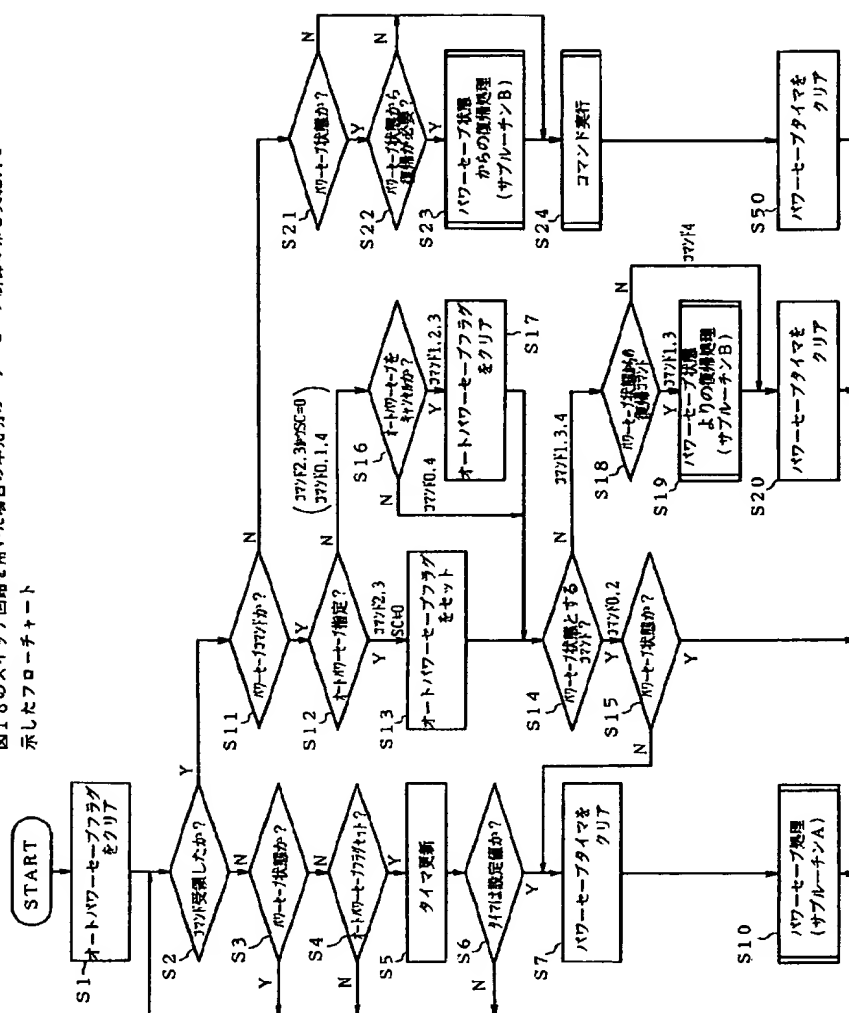 示したフローチャート
START
S1
オートパワーセーブフラグ
をクリア
S2
コマンド受領したか?
Y
N
S3
パワーセーブ状態か?
Y
N
S4
オートパワーセーブフラグセット?
N
Y
S5
タイマ更新
S6
タイマは設定値か?
N
Y
S7
パワーセーブタイマを
クリア
S10
パワーセーブ処理
(サブルーチンA)
S11
パワーセーブコマンドか?
N
Y
S12
オートパワーセーブ指定?
N
(コマンド2.3かつSC=0
コマンド0.1.4)
Y
コマンド2.3
SC≠0
S13
オートパワーセーブフラグ
をセット
S14
パワーセーブ状態とする
コマンド?
N
コマンド1.3.4
Y
コマンド0.2
S15
パワーセーブ状態か?
N
Y
S16
オートパワーセーブを
キャンセルか?
N
コマンド0.4
Y
コマンド1.2.3
オートパワーセーブフラグ
をクリア
S17
S18
パワーセーブ状態からの
復帰コマンド
N
コマンド4
Y
コマンド1.3
S19
パワーセーブ状態
よりの復帰処理
(サブルーチンB)
S20
パワーセーブタイマを
クリア
S21
パワーセーブ状態か?
N
Y
S22
パワーセーブ状態から
復帰が必要?
N
Y
S23
パワーセーブ状態
からの復帰処理
(サブルーチンB)
S24
コマンド実行
S50
パワーセーブタイマを
クリア